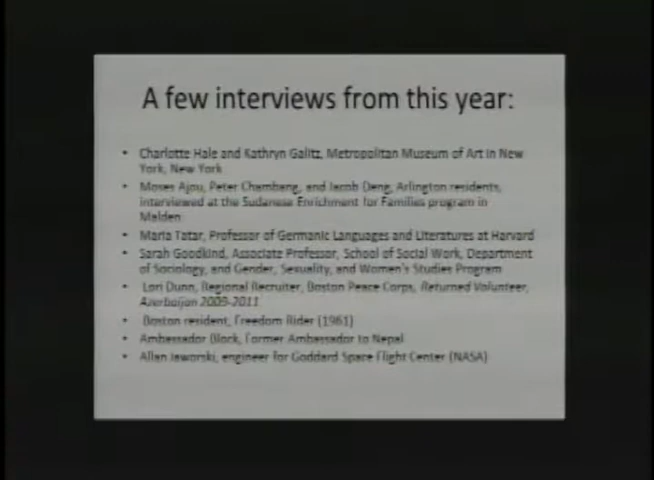 A few interviews from this year:
• Charlotte Hale and Kathryn Galitz, Metropolitan Museum of Art in New
York, New York
• Moses Ajou, Peter Chambang, and Jacob Deng, Arlington residents,
interviewed at the Sudanese Enrichment for Families program in
Malden
• Maria Tatar, Professor of Germanic Languages and Literatures at Harvard
• Sarah Goodkind, Associate Professor, School of Social Work, Department
of Sociology, and Gender, Sexuality, and Women's Studies Program
• Lori Dunn, Regional Recruiter, Boston Peace Corps, Returned Volunteer,
Azerbaijan 2009-2011
• Boston resident, Freedom Rider (1961)
• Ambassador Block, Former Ambassador to Nepal
• Allan Jaworski, engineer for Goddard Space Flight Center (NASA)